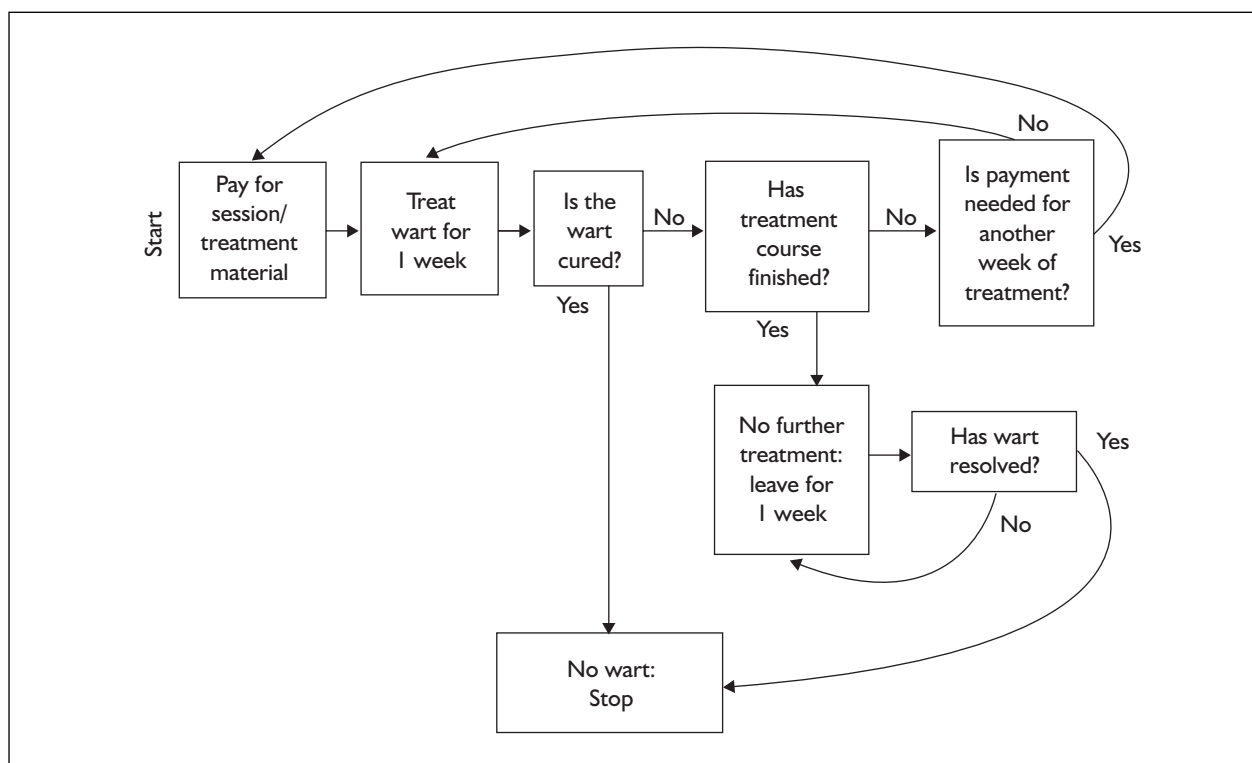 Start
Pay for
session/
treatment
material
Treat
wart for
1 week
Is the
wart
cured?
No
Yes
Has
treatment
course
finished?
No
Yes
Is payment
needed for
another
week of
treatment?
No
Yes
No further
treatment:
leave for
1 week
Has wart
resolved?
Yes
No
No wart:
Stop